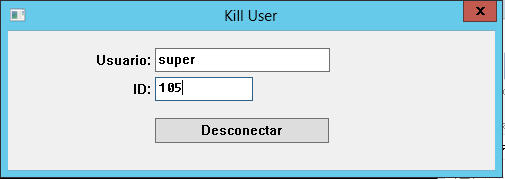 Kill User
x
Usuario: super
ID: 105
Desconectar